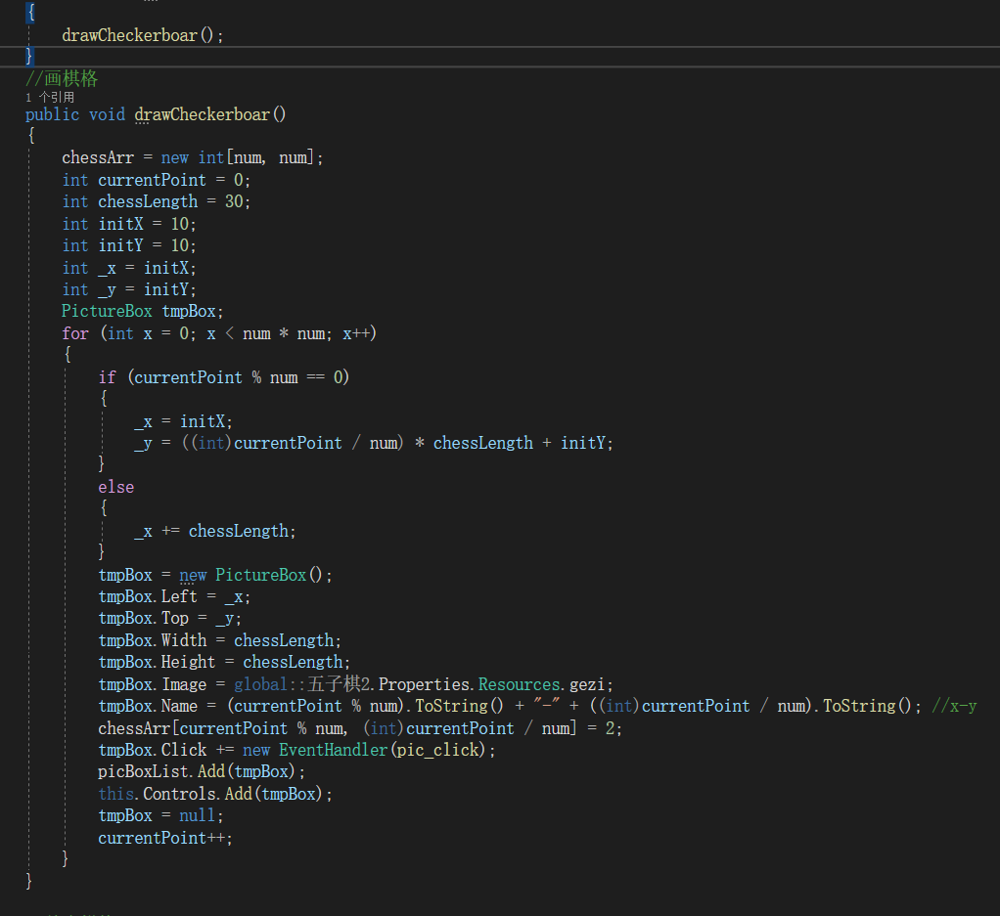 {
drawCheckerboar();
}
//画棋格
1 个引用
public void drawCheckerboar()
{
chessArr = new int[num, num];
int currentPoint = 0;
int chessLength = 30;
int initX = 10;
int initY = 10;
int _x = initX;
int _y = initY;
PictureBox tmpBox;
for (int x = 0; x < num * num; x++)
{
if (currentPoint % num == 0)
{
_x = initX;
_y = ((int)currentPoint / num) * chessLength + initY;
}
else
{
_x += chessLength;
}
tmpBox = new PictureBox();
tmpBox.Left = _x;
tmpBox.Top = _y;
tmpBox.Width = chessLength;
tmpBox.Height = chessLength;
tmpBox.Image = global::五子棋2.Properties.Resources.gezi;
tmpBox.Name = (currentPoint % num).ToString() + "-" + ((int)currentPoint / num).ToString(); //x-y
chessArr[currentPoint % num, (int)currentPoint / num] = 2;
tmpBox.Click += new EventHandler(pic_click);
picBoxList.Add(tmpBox);
this.Controls.Add(tmpBox);
tmpBox = null;
currentPoint++;
}
}